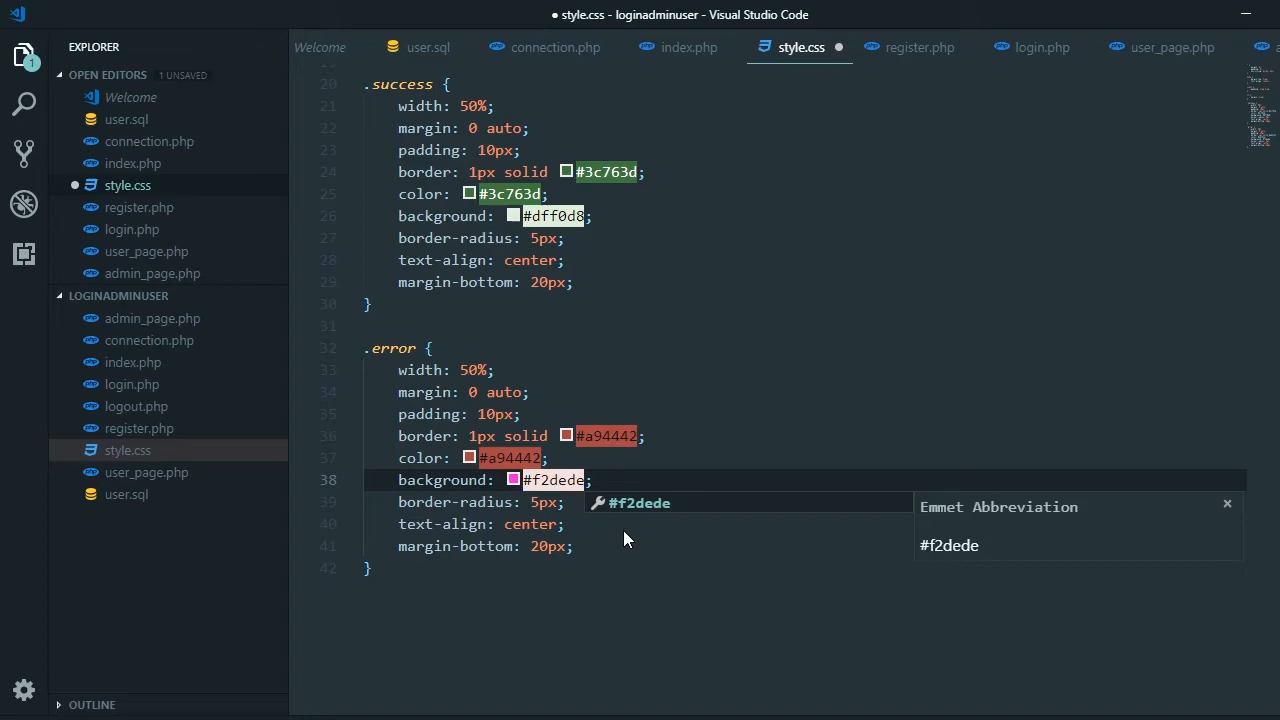 ● style.css - loginadminuser - Visual Studio Code
EXPLORER
OPEN EDITORS 1 UNSAVED
Welcome
user.sql
connection.php
index.php
style.css
register.php
login.php
user_page.php
admin_page.php
LOGINADMINUSER
admin_page.php
connection.php
index.php
login.php
logout.php
register.php
style.css
user_page.php
user.sql
OUTLINE
1
Welcome user.sql connection.php index.php style.css register.php login.php user_page.php a
20 .success {
21 width: 50%;
22 margin: 0 auto;
23 padding: 10px;
24 border: 1px solid #3c763d;
25 color: #3c763d;
26 background: #dff0d8;
27 border-radius: 5px;
28 text-align: center;
29 margin-bottom: 20px;
30 }
31
32 .error {
33 width: 50%;
34 margin: 0 auto;
35 padding: 10px;
36 border: 1px solid #a94442;
37 color: #a94442;
38 background: #f2dede;
39 border-radius: 5px;
40 text-align: center;
41 margin-bottom: 20px;
42 }
#f2dede
Emmet Abbreviation
#f2dede